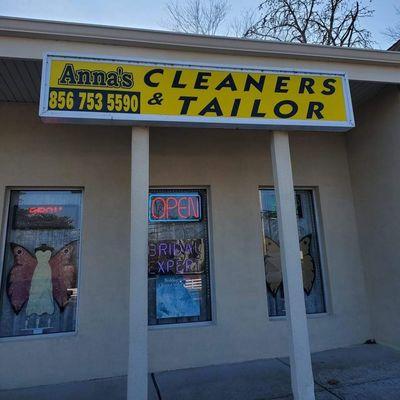 Anna's
856 753 5590
CLEANERS
& TAILOR
OPEN
BRIDAL
EXPERT